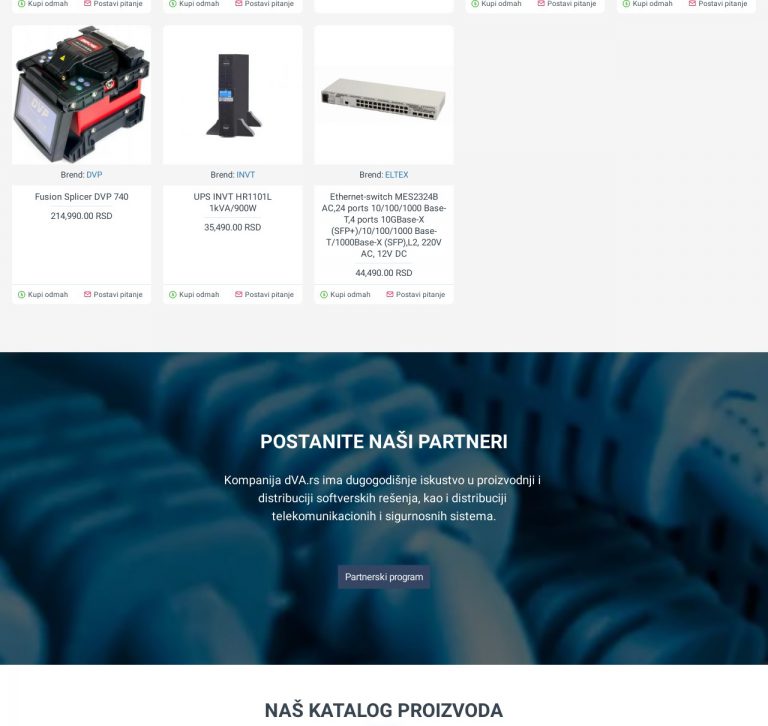 Kupi odmah Postavi pitanje Kupi odmah Postavi pitanje Kupi odmah Postavi pitanje Kupi odmah Postavi pitanje
DVP
Brend: DVP
Fusion Splicer DVP 740
214,990.00 RSD
Kupi odmah Postavi pitanje
Brend: INVT
UPS INVT HR1101L
1kVA/900W
35,490.00 RSD
Kupi odmah Postavi pitanje
Brend: ELTEX
Ethernet-switch MES2324B
AC,24 ports 10/100/1000 Base-
T,4 ports 10GBase-X
(SFP+)/10/100/1000 Base-
T/1000Base-X (SFP),L2, 220V
AC, 12V DC
44,490.00 RSD
Kupi odmah Postavi pitanje
POSTANITE NAŠI PARTNERI
Kompanija dVA.rs ima dugogodišnje iskustvo u proizvodnji i
distribuciji softverskih rešenja, kao i distribuciji
telekomunikacionih i sigurnosnih sistema.
Partnerski program
NAŠ KATALOG PROIZVODA